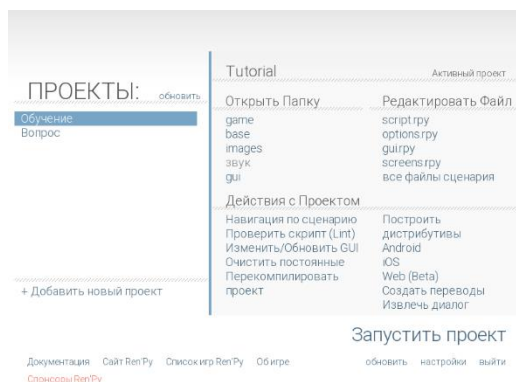 ПРОЕКТЫ:
обновить
Обучение
Вопрос
+ Добавить новый проект
Tutorial
Активный проект
Открыть Папку
game
base
images
звук
gui
Редактировать Файл
script.rpy
options.rpy
gui.rpy
screens.rpy
все файлы сценария
Действия с Проектом
Навигация по сценарию
Проверить скрипт (Lint)
Изменить/Обновить GUI
Очистить постоянные
Перекомпилировать
проект
Построить
дистрибутивы
Android
iOS
Web (Beta)
Создать переводы
Извлечь диалог
Запустить проект
Документация
Сайт Ren'Py
Список игр Ren'Py
Об игре
обновить
настройки
выйти
Спонсоры Ren'Py